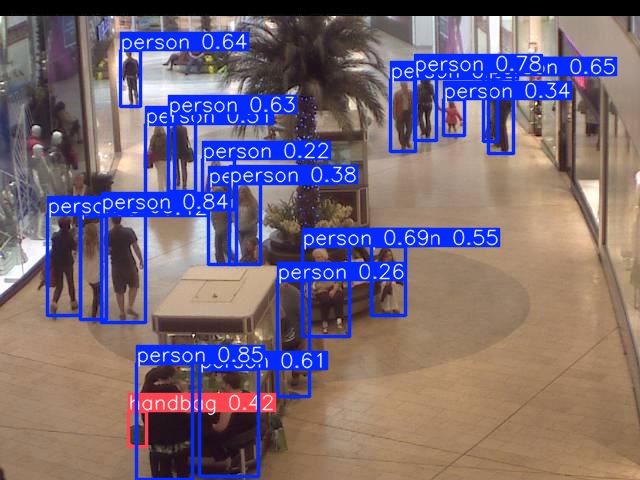 person 0.64
person 0.78
n 0.65
person 0.34
person 0.63
person 0.22
person 0.38
person 0.84
person 0.69
n 0.55
person 0.26
person 0.85
0.61
handbag 0.42